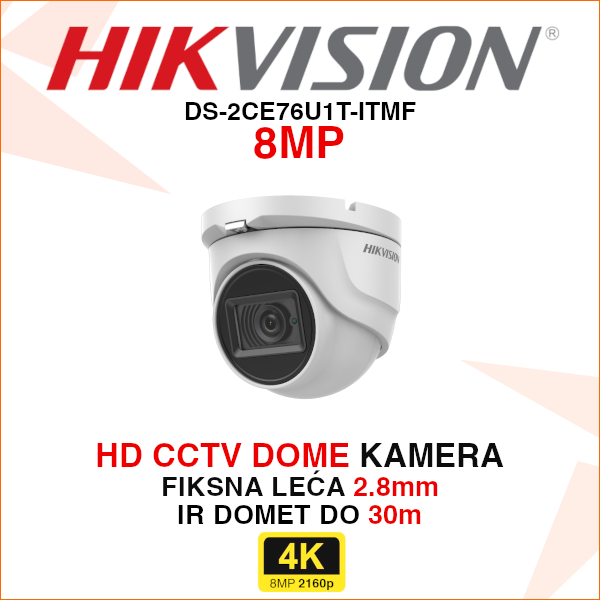 HIKVISION®
DS-2CE76U1T-ITMF
8MP
HIKVISION
HD CCTV DOME KAMERA
FIKSNA LEĆA 2.8mm
IR DOMET DO 30m
4K
8MP 2160p